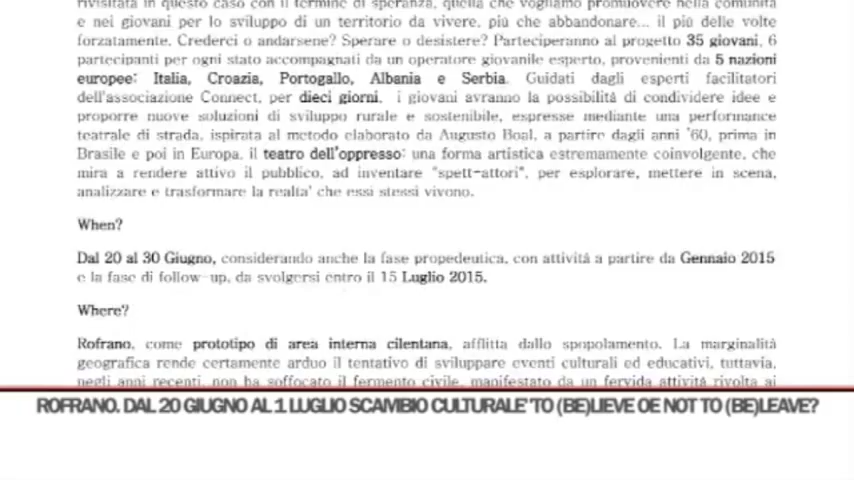 rivisitata in questo caso con il termine di speranza, quella che vogliamo promuovere nella comunità
e nei giovani per lo sviluppo di un territorio da vivere, più che abbandonare... il più delle volte
forzatamente. Crederci o andarsene? Sperare o desistere? Parteciperanno al progetto 35 giovani, 6
partecipanti per ogni stato accompagnati da un operatore giovanile esperto, provenienti da 5 nazioni
europee: Italia, Croazia, Portogallo, Albania e Serbia. Guidati dagli esperti facilitatori
dell'associazione Connect, per dieci giorni, i giovani avranno la possibilità di condividere idee e
proporre nuove soluzioni di sviluppo rurale e sostenibile, espresse mediante una performance
teatrale di strada, ispirata al metodo elaborato da Augusto Boal, a partire dagli anni '60, prima in
Brasile e poi in Europa, il teatro dell'oppresso: una forma artistica estremamente coinvolgente, che
mira a rendere attivo il pubblico, ad inventare "spett-attori", per esplorare, mettere in scena,
analizzare e trasformare la realta' che essi stessi vivono.
When?
Dal 20 al 30 Giugno, considerando anche la fase propedeutica, con attività a partire da Gennaio 2015
e la fase di follow-up, da svolgersi entro il 15 Luglio 2015.
Where?
Rofrano, come prototipo di area interna cilentana, afflitta dallo spopolamento. La marginalità
geografica rende certamente arduo il tentativo di sviluppare eventi culturali ed educativi, tuttavia,
negli anni recenti, non ha soffocato il fermento civile, manifestato da un fervida attività rivolta ai
ROFRANO. DAL 20 GIUGNO AL 1 LUGLIO SCAMBIO CULTURALE "TO (BE)LIEVE OE NOT TO (BE)LEAVE?